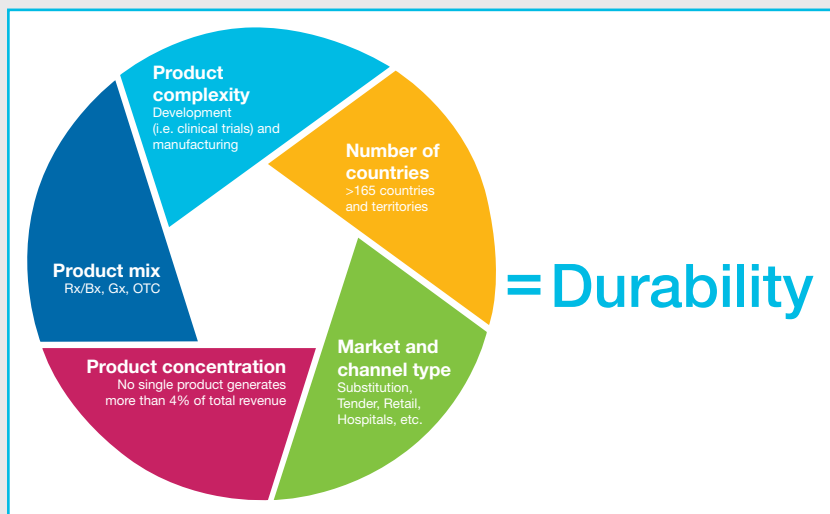 Product
complexity
Development
(i.e. clinical trials) and
manufacturing
Number of
countries
>165 countries
and territories
Market and
channel type
Substitution,
Tender, Retail,
Hospitals, etc.
Product concentration
No single product generates
more than 4% of total revenue
Product mix
Rx/Bx, Gx, OTC
= Durability